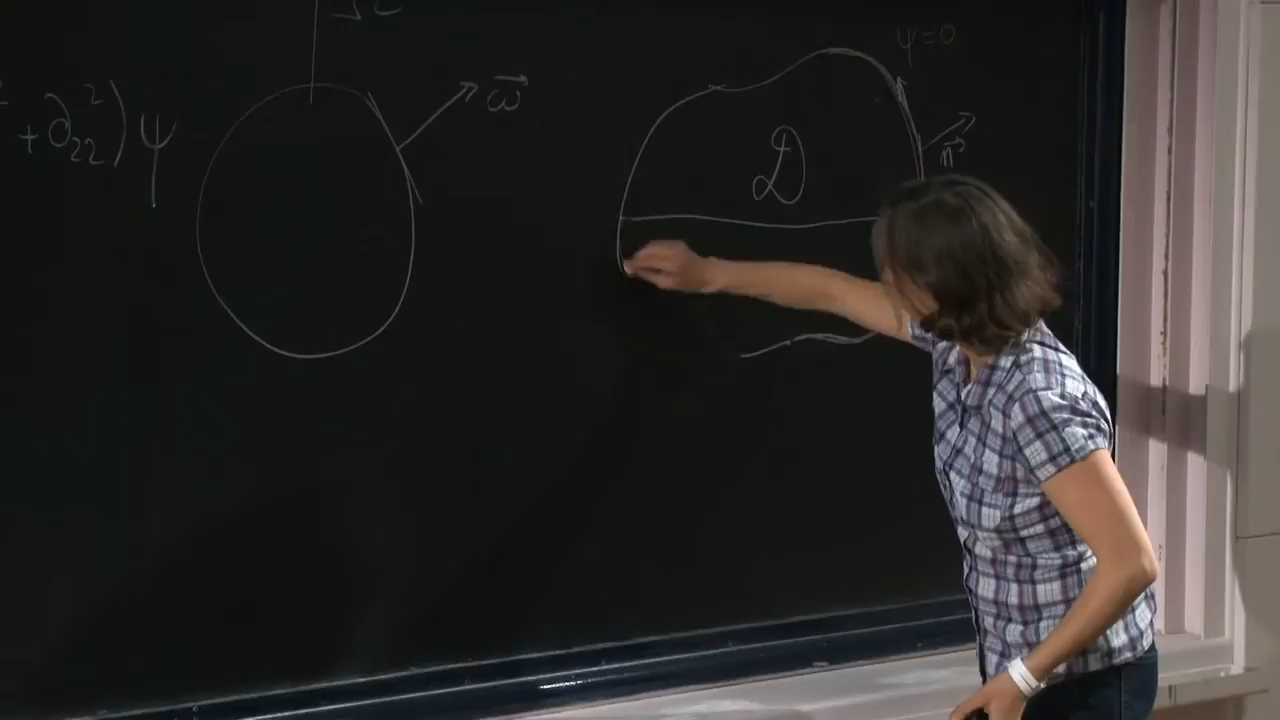 + ∂²₂₂) ψ
ω⃗
ψ = 0
D
n⃗